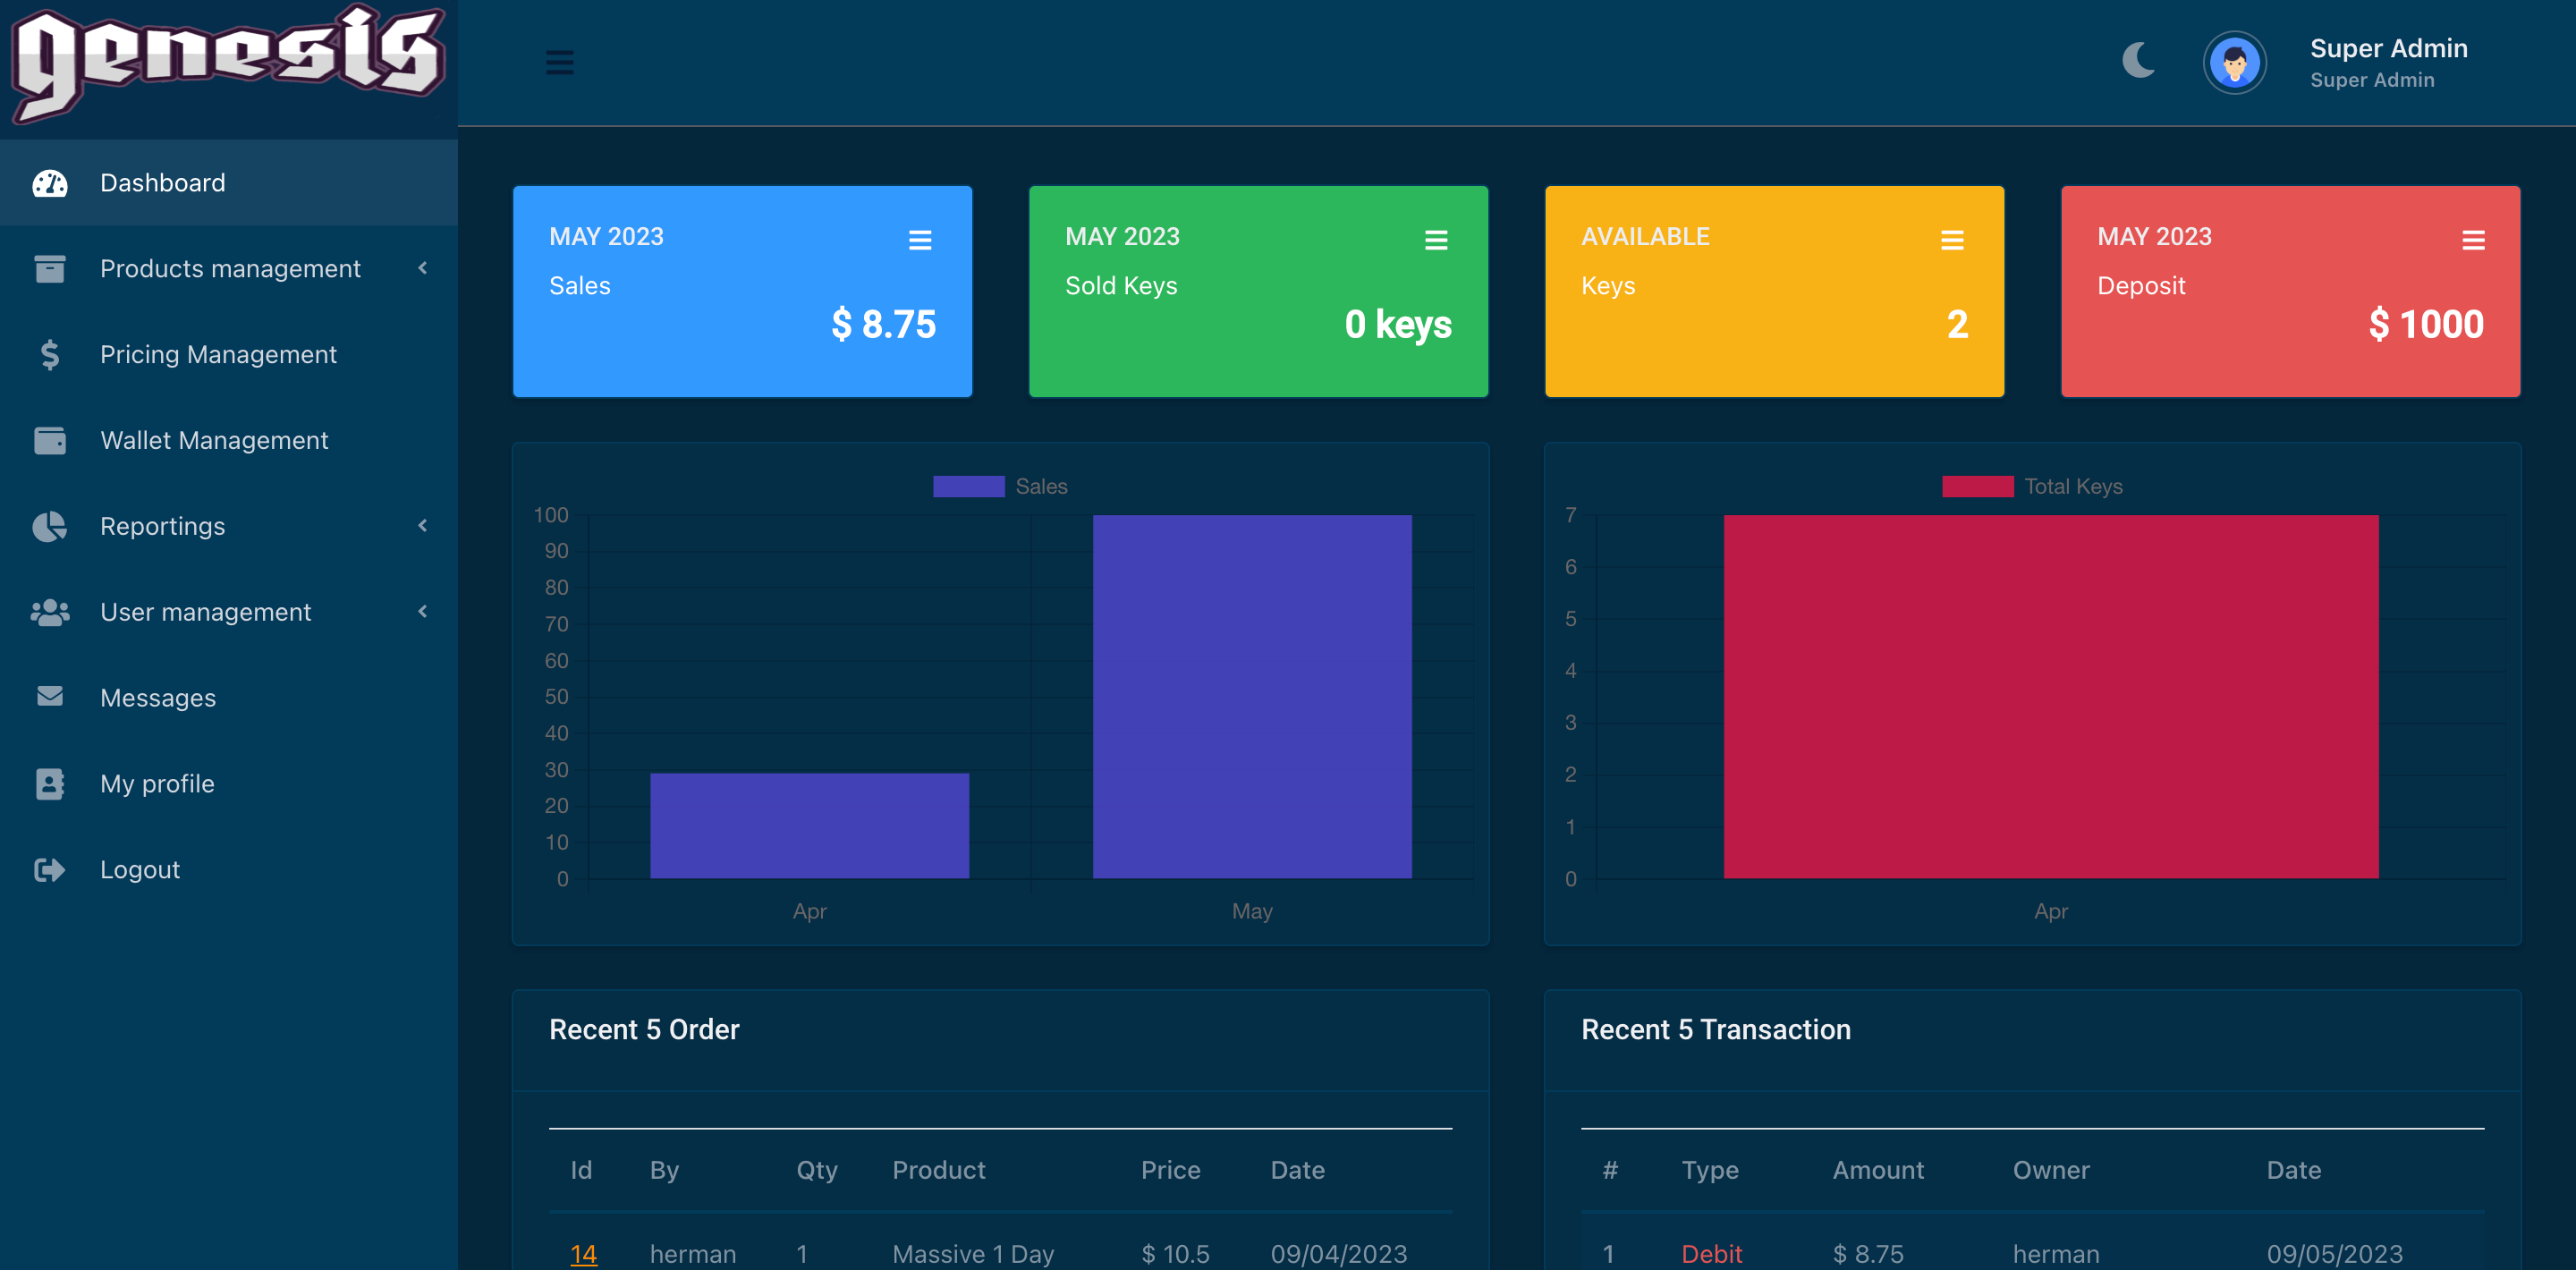 genesis
Super Admin
Super Admin
Dashboard
Products management
Pricing Management
Wallet Management
Reportings
User management
Messages
My profile
Logout
MAY 2023
Sales
$ 8.75
MAY 2023
Sold Keys
0 keys
AVAILABLE
Keys
2
MAY 2023
Deposit
$ 1000
Sales
100
90
80
70
60
50
40
30
20
10
0
Apr May
Total Keys
7
6
5
4
3
2
1
0
Apr
Recent 5 Order
Id By Qty Product Price Date
14 herman 1 Massive 1 Day $ 10.5 09/04/2023
Recent 5 Transaction
# Type Amount Owner Date
1 Debit $ 8.75 herman 09/05/2023